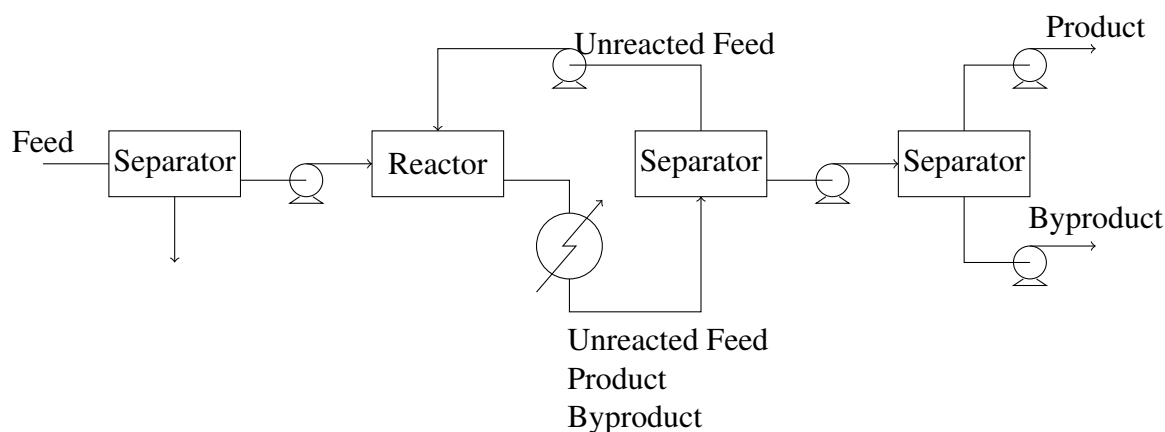 Unreacted Feed
Product
Feed
Separator
Reactor
Separator
Separator
Byproduct
Unreacted Feed
Product
Byproduct